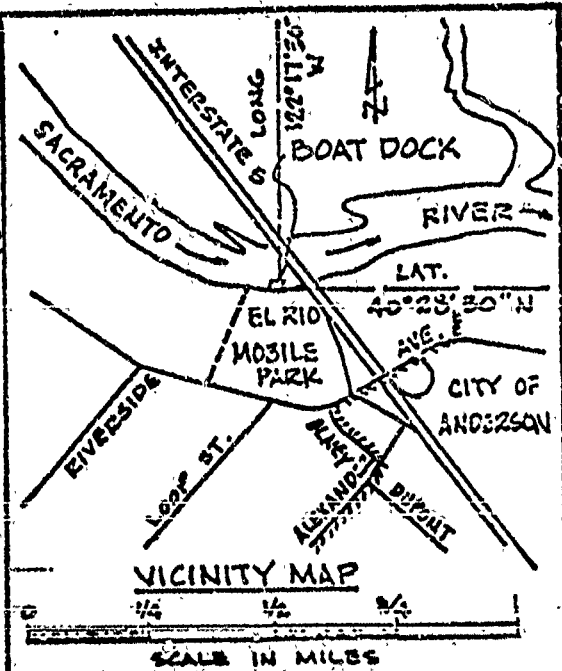 INTERSTATE 5
LONG
122°17'30"
W
N
BOAT DOCK
SACRAMENTO
RIVER
LAT.
40°28'30"N
EL RIO
MOBILE
PARK
AVE.
CITY OF
ANDERSON
RIVERSIDE
LOOP ST.
ALEXANDER
DUPONT
VICINITY MAP
0 1/4 1/2 3/4 1
SCALE IN MILES